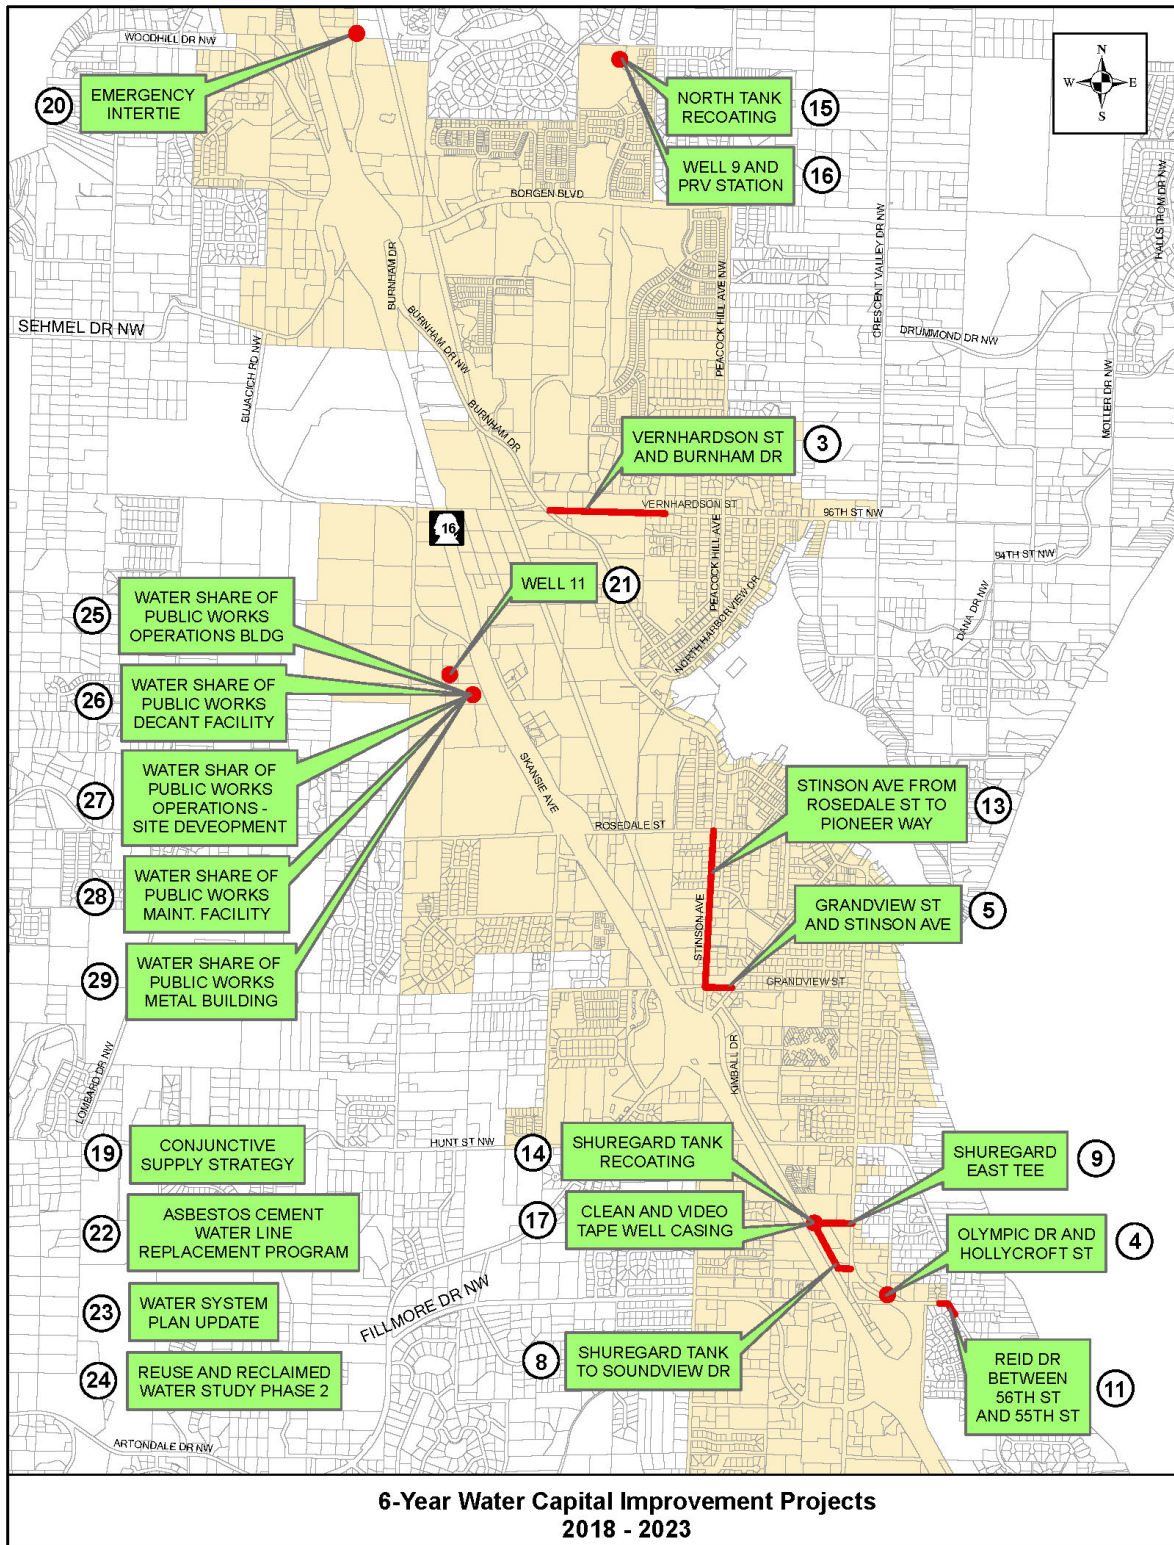 WOODHILL DR NW
20
EMERGENCY
INTERTIE
NORTH TANK
RECOATING
15
WELL 9 AND
PRV STATION
16
N
W
E
S
BORGEN BLVD
HALLSTROM DR NW
CRESCENT VALLEY DR NW
BURNHAM DR
SEHMEL DR NW
BURNHAM DR NW
PEACOCK HILL AVE NW
DRUMMOND DR NW
BUJACICH RD NW
MOLLER DR NW
BURNHAM DR
VERNHARDSON ST
AND BURNHAM DR
3
VERNHARDSON ST
96TH ST NW
16
PEACOCK HILL AVE
94TH ST NW
WELL 11
21
DANA DR NW
NORTH HARBORVIEW DR
25
WATER SHARE OF
PUBLIC WORKS
OPERATIONS BLDG
26
WATER SHARE OF
PUBLIC WORKS
DECANT FACILITY
27
WATER SHAR OF
PUBLIC WORKS
OPERATIONS -
SITE DEVEOPMENT
28
WATER SHARE OF
PUBLIC WORKS
MAINT. FACILITY
29
WATER SHARE OF
PUBLIC WORKS
METAL BUILDING
SKANSIE AVE
ROSEDALE ST
STINSON AVE FROM
ROSEDALE ST TO
PIONEER WAY
13
STINSON AVE
GRANDVIEW ST
AND STINSON AVE
5
GRANDVIEW ST
KIMBALL DR
LOMBARD DR NW
HUNT ST NW
19
CONJUNCTIVE
SUPPLY STRATEGY
22
ASBESTOS CEMENT
WATER LINE
REPLACEMENT PROGRAM
23
WATER SYSTEM
PLAN UPDATE
24
REUSE AND RECLAIMED
WATER STUDY PHASE 2
FILLMORE DR NW
ARTONDALE DR NW
14
SHUREGARD TANK
RECOATING
17
CLEAN AND VIDEO
TAPE WELL CASING
SHUREGARD
EAST TEE
9
OLYMPIC DR AND
HOLLYCROFT ST
4
8
SHUREGARD TANK
TO SOUNDVIEW DR
REID DR
BETWEEN
56TH ST
AND 55TH ST
11
6-Year Water Capital Improvement Projects
2018 - 2023